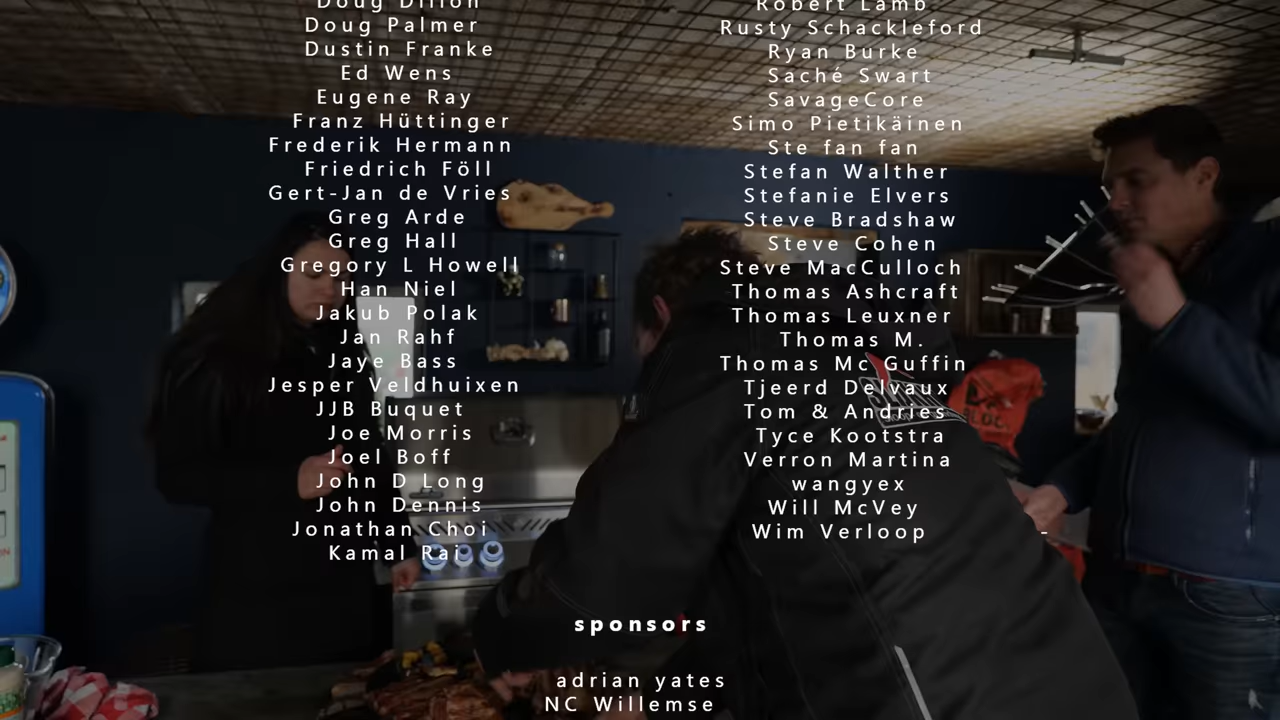 Doug Dillon
Doug Palmer
Dustin Franke
Ed Wens
Eugene Ray
Franz Hüttinger
Frederik Hermann
Friedrich Föll
Gert-Jan de Vries
Greg Arde
Greg Hall
Gregory L Howell
Han Niel
Jakub Polak
Jan Rahf
Jaye Bass
Jesper Veldhuixen
JJB Buquet
Joe Morris
Joel Boff
John D Long
John Dennis
Jonathan Choi
Kamal Rai
Robert Lamb
Rusty Schackleford
Ryan Burke
Saché Swart
SavageCore
Simo Pietikäinen
Ste fan fan
Stefan Walther
Stefanie Elvers
Steve Bradshaw
Steve Cohen
Steve MacCulloch
Thomas Ashcraft
Thomas Leuxner
Thomas M.
Thomas Mc Guffin
Tjeerd Delvaux
Tom & Andries
Tyce Kootstra
Verron Martina
wangyex
Will McVey
Wim Verloop
-
sponsors
adrian yates
NC Willemse